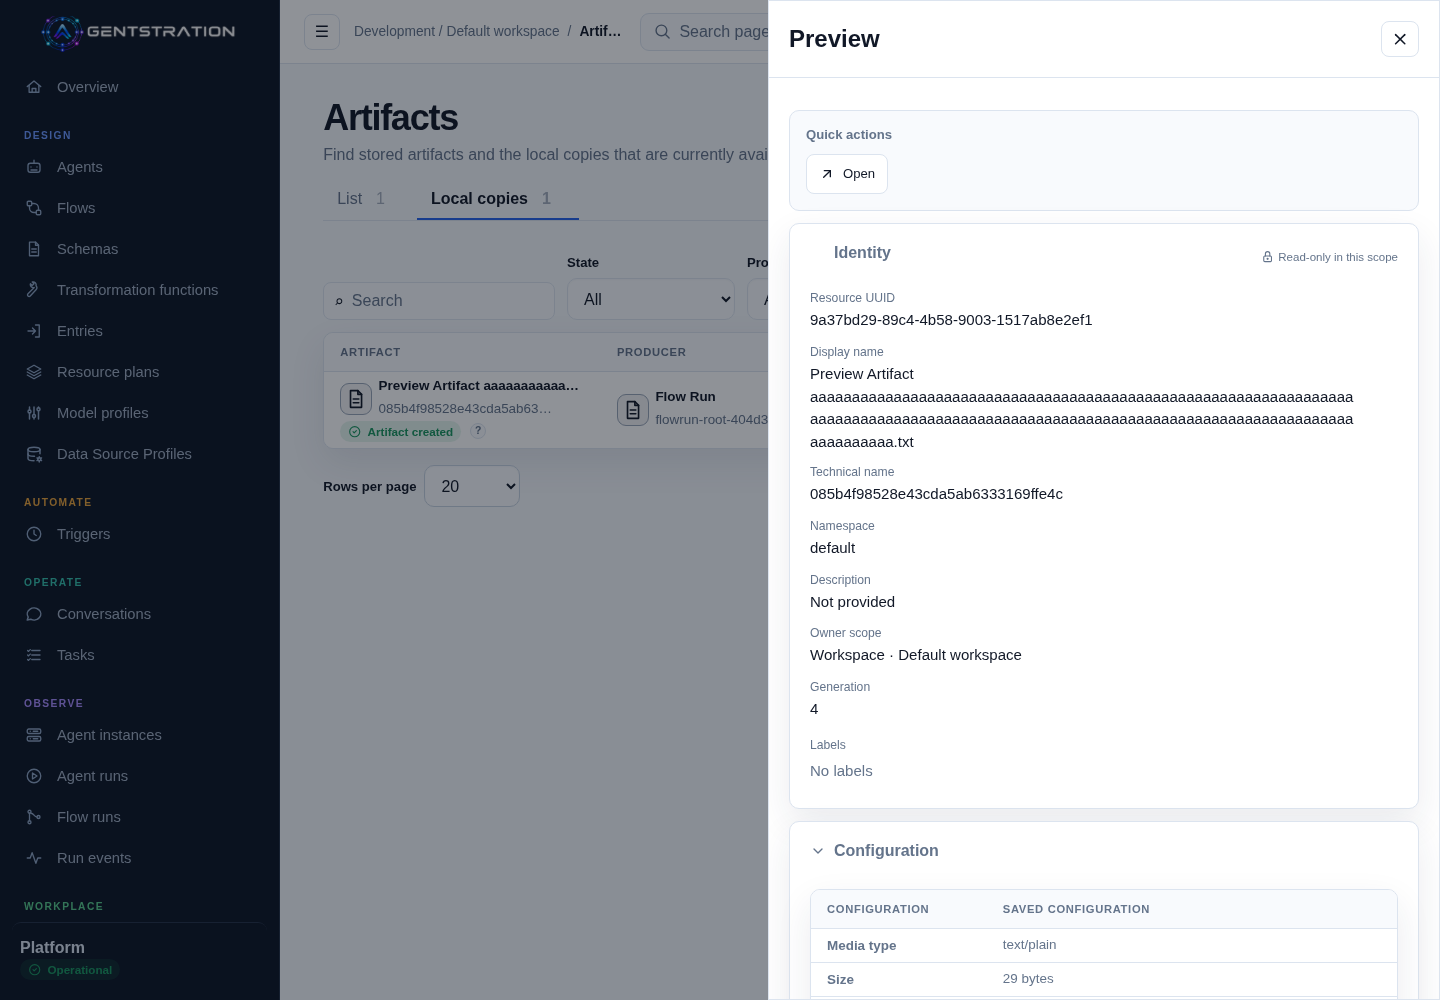 GENTSTRATION
Overview
DESIGN
Agents
Flows
Schemas
Transformation functions
Entries
Resource plans
Model profiles
Data Source Profiles
AUTOMATE
Triggers
OPERATE
Conversations
Tasks
OBSERVE
Agent instances
Agent runs
Flow runs
Run events
WORKPLACE
Platform
Operational
Development / Default workspace / Artif...
Search page
Artifacts
Find stored artifacts and the local copies that are currently avai
List 1
Local copies 1
State
Pro
Search
All
A
ARTIFACT
PRODUCER
Preview Artifact aaaaaaaaaaa...
085b4f98528e43cda5ab63...
Artifact created
?
Flow Run
flowrun-root-404d3
Rows per page
20
Preview
Quick actions
Open
Identity
Read-only in this scope
Resource UUID
9a37bd29-89c4-4b58-9003-1517ab8e2ef1
Display name
Preview Artifact
aaaaaaaaaaaaaaaaaaaaaaaaaaaaaaaaaaaaaaaaaaaaaaaaaaaaaaaaaaaaaaaaa
aaaaaaaaaaaaaaaaaaaaaaaaaaaaaaaaaaaaaaaaaaaaaaaaaaaaaaaaaaaaaaaaa
aaaaaaaaaa.txt
Technical name
085b4f98528e43cda5ab6333169ffe4c
Namespace
default
Description
Not provided
Owner scope
Workspace · Default workspace
Generation
4
Labels
No labels
Configuration
CONFIGURATION
SAVED CONFIGURATION
Media type
text/plain
Size
29 bytes